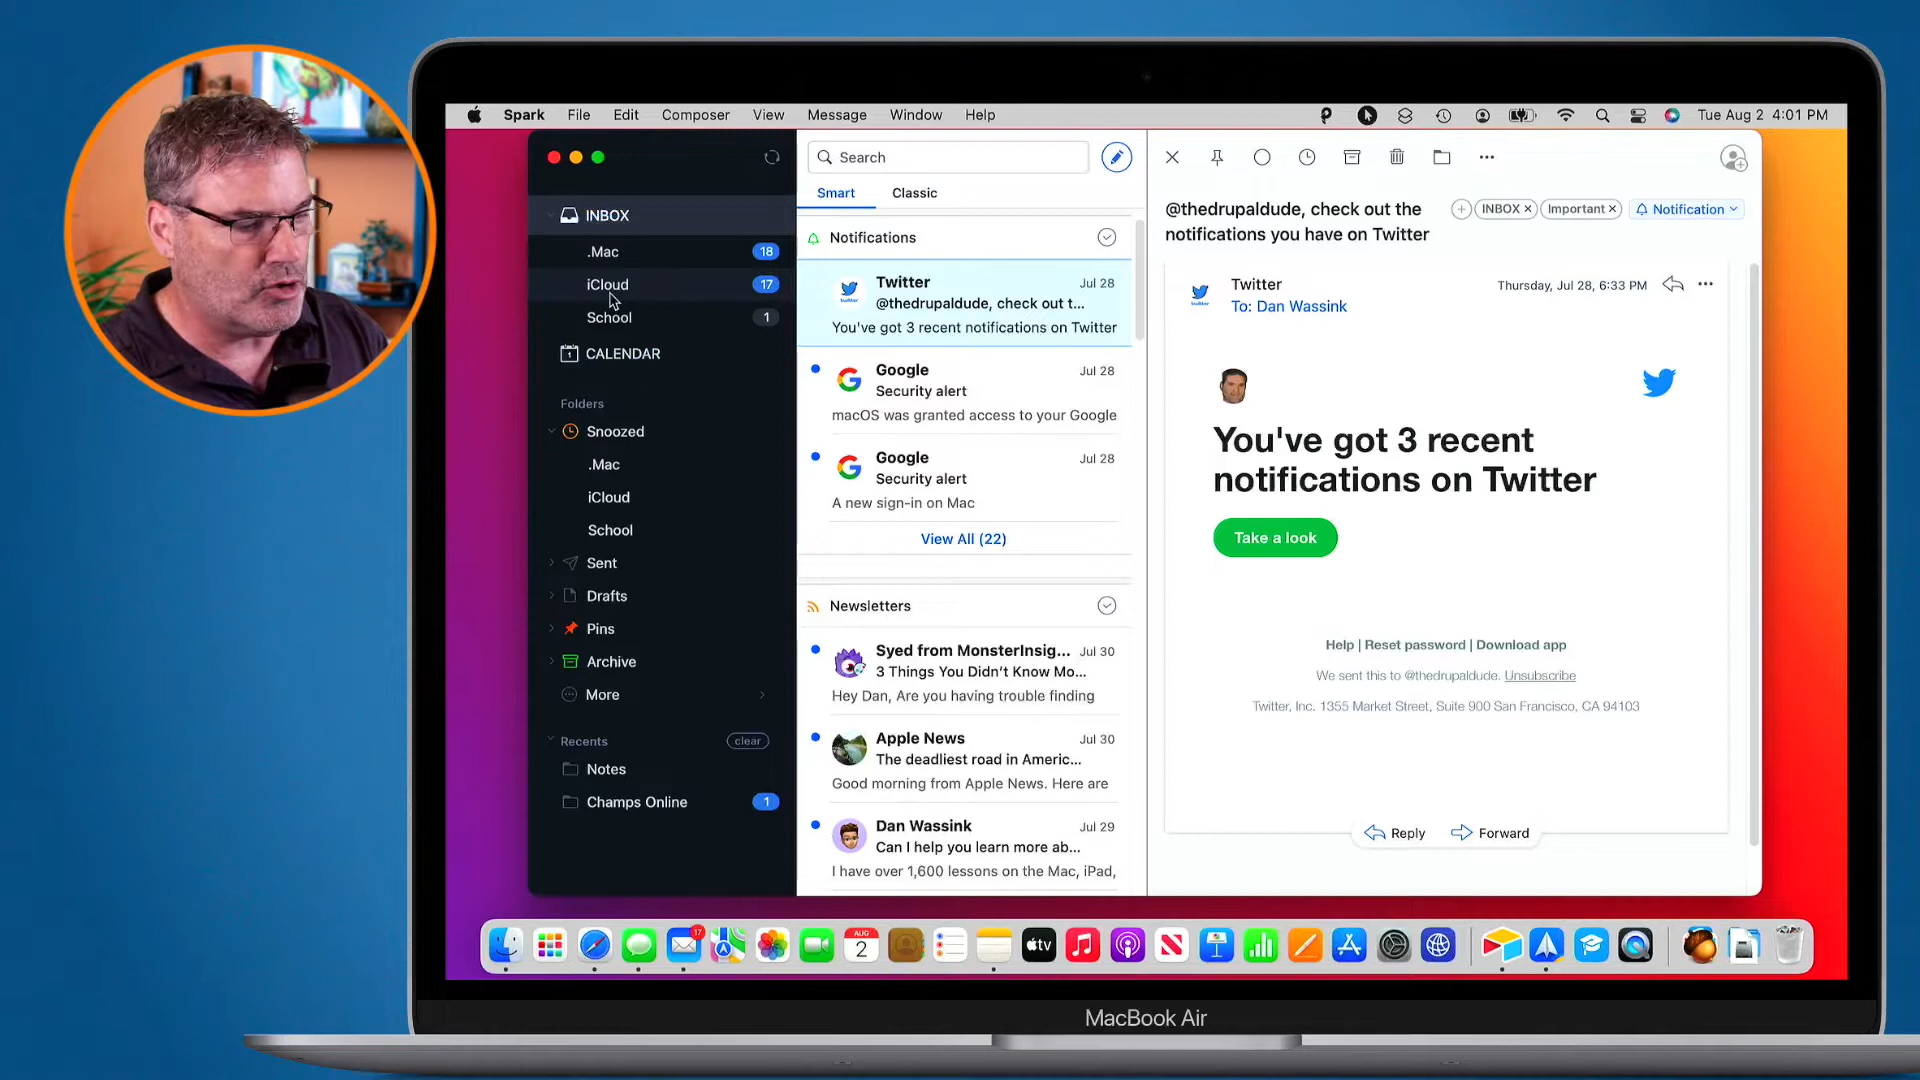 Spark File Edit Composer View Message Window Help
Tue Aug 2 4:01 PM
INBOX
.Mac 18
iCloud 17
School 1
1 CALENDAR
Folders
Snoozed
.Mac
iCloud
School
Sent
Drafts
Pins
Archive
More
Recents clear
Notes
Champs Online 1
Search
Smart Classic
Notifications
Twitter Jul 28
@thedrupaldude, check out t...
You've got 3 recent notifications on Twitter
Google Jul 28
Security alert
macOS was granted access to your Google
Google Jul 28
Security alert
A new sign-in on Mac
View All (22)
Newsletters
Syed from MonsterInsig... Jul 30
3 Things You Didn't Know Mo...
Hey Dan, Are you having trouble finding
Apple News Jul 30
The deadliest road in Americ...
Good morning from Apple News. Here are
Dan Wassink Jul 29
Can I help you learn more ab...
I have over 1,600 lessons on the Mac, iPad,
@thedrupaldude, check out the
notifications you have on Twitter
INBOX Important Notification
Twitter Thursday, Jul 28, 6:33 PM
To: Dan Wassink
You've got 3 recent
notifications on Twitter
Take a look
Help | Reset password | Download app
We sent this to @thedrupaldude. Unsubscribe
Twitter, Inc. 1355 Market Street, Suite 900 San Francisco, CA 94103
Reply Forward
17
AUG
2
tv
MacBook Air